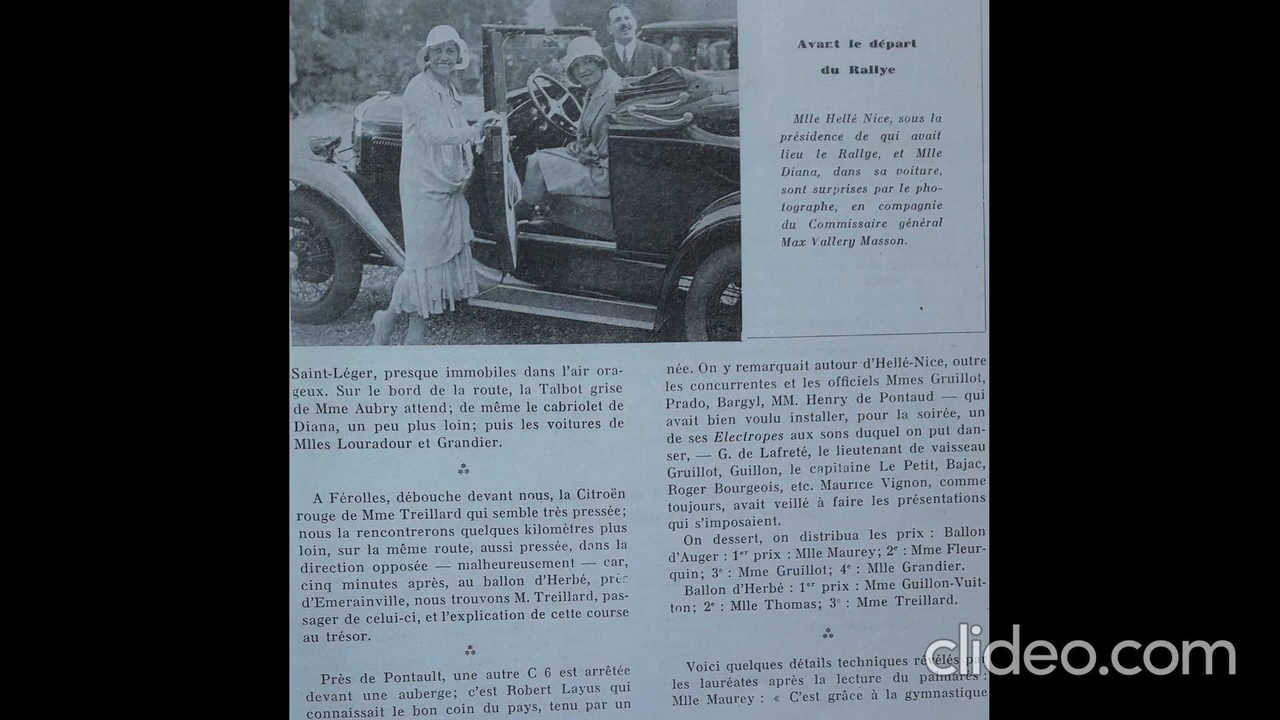 Avant le départ
du Rallye
Mlle Hellé Nice, sous la
présidence de qui avait
lieu le Rallye, et Mlle
Diana, dans sa voiture,
sont surprises par le pho-
tographe, en compagnie
du Commissaire général
Max Vallery Masson.
Saint-Léger, presque immobiles dans l'air ora-
geux. Sur le bord de la route, la Talbot grise
de Mme Aubry attend; de même le cabriolet de
Diana, un peu plus loin; puis les voitures de
Mlles Louradour et Grandier.
A Férolles, débouche devant nous, la Citroën
rouge de Mme Treillard qui semble très pressée;
nous la rencontrerons quelques kilomètres plus
loin, sur la même route, aussi pressée, dans la
direction opposée — malheureusement — car,
cinq minutes après, au ballon d'Herbé, près
d'Emerainville, nous trouvons M. Treillard, pas-
sager de celui-ci, et l'explication de cette course
au trésor.
Près de Pontault, une autre C 6 est arrêtée
devant une auberge; c'est Robert Layus qui
connaissait le bon coin du pays, tenu par un
née. On y remarquait autour d'Hellé-Nice, outre
les concurrentes et les officiels Mmes Gruillot,
Prado, Bargyl, MM. Henry de Pontaud — qui
avait bien voulu installer, pour la soirée, un
de ses Electropes aux sons duquel on put dan-
ser, — G. de Lafreté, le lieutenant de vaisseau
Gruillot, Guillon, le capitaine Le Petit, Bajac,
Roger Bourgeois, etc. Maurice Vignon, comme
toujours, avait veillé à faire les présentations
qui s'imposaient.
On dessert, on distribua les prix : Ballon
d'Auger : 1er prix : Mlle Maurey; 2e : Mme Fleur-
quin; 3e : Mme Gruillot; 4e : Mlle Grandier.
Ballon d'Herbé : 1er prix : Mme Guillon-Vuit-
ton; 2e : Mlle Thomas; 3e : Mme Treillard.
Voici quelques détails techniques révélés par
les lauréates après la lecture du palmarès :
Mlle Maurey : « C'est grâce à la gymnastique
clideo.com